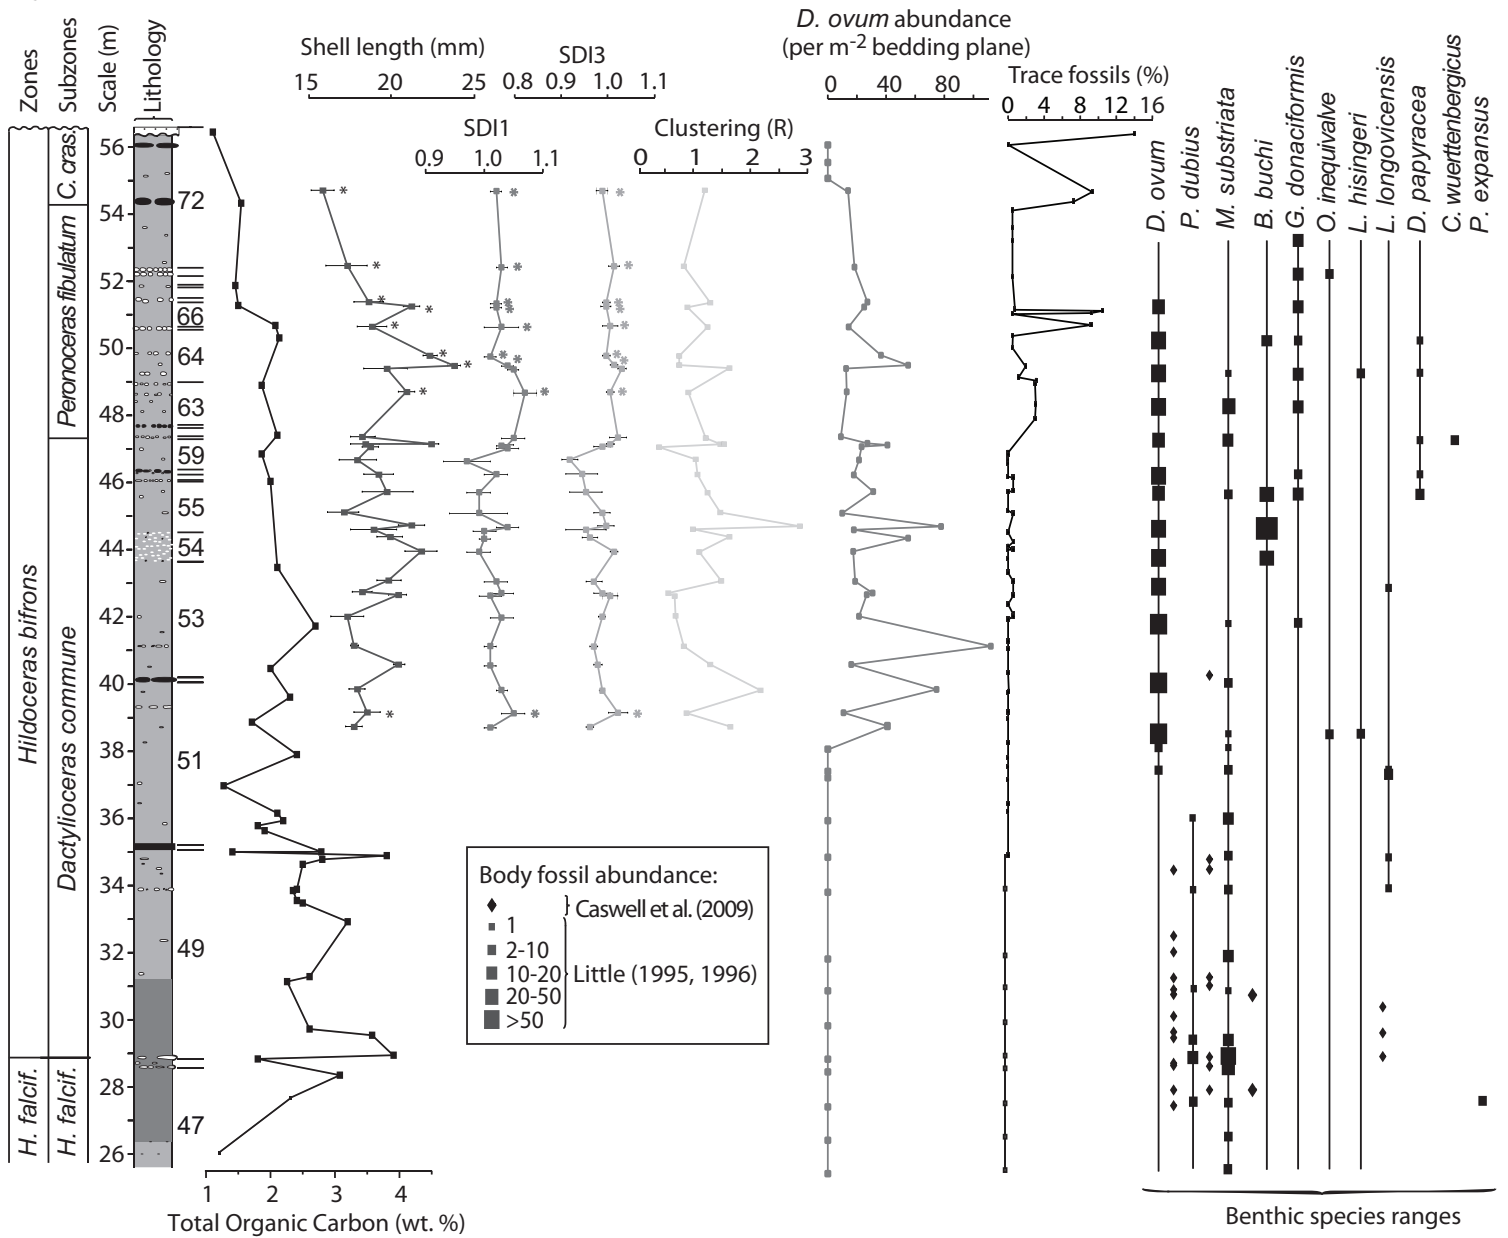 Zones
Subzones
Scale (m)
Lithology
Shell length (mm)
15 20 25
SDI3
0.8 0.9 1.0 1.1
SDI1
0.9 1.0 1.1
Clustering (R)
0 1 2 3
D. ovum abundance
(per m-2 bedding plane)
0 40 80
Trace fossils (%)
0 4 8 12 16
D. ovum
P. dubius
M. substriata
B. buchi
G. donaciformis
O. inequivalve
L. hisingeri
L. longovicensis
D. papyracea
C. wuerttenbergicus
P. expansus
Hildoceras bifrons
H. falcif.
C. cras.
Peronoceras fibulatum
Dactylioceras commune
H. falcif.
56
54
52
50
48
46
44
42
40
38
36
34
32
30
28
26
72
66
64
63
59
55
54
53
51
49
47
Body fossil abundance:
Caswell et al. (2009)
1
2-10
10-20
20-50
>50
Little (1995, 1996)
1 2 3 4
Total Organic Carbon (wt. %)
Benthic species ranges